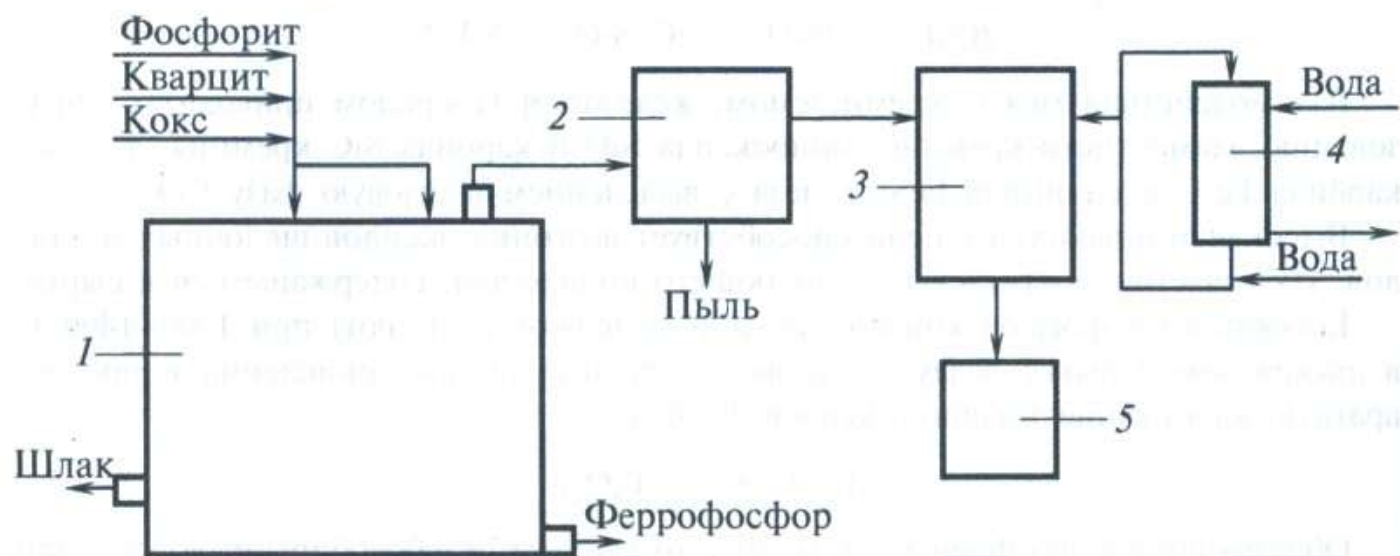 Фосфорит
Кварцит
Кокс
2
Вода
4
3
Вода
Пыль
1
5
Шлак
Феррофосфор